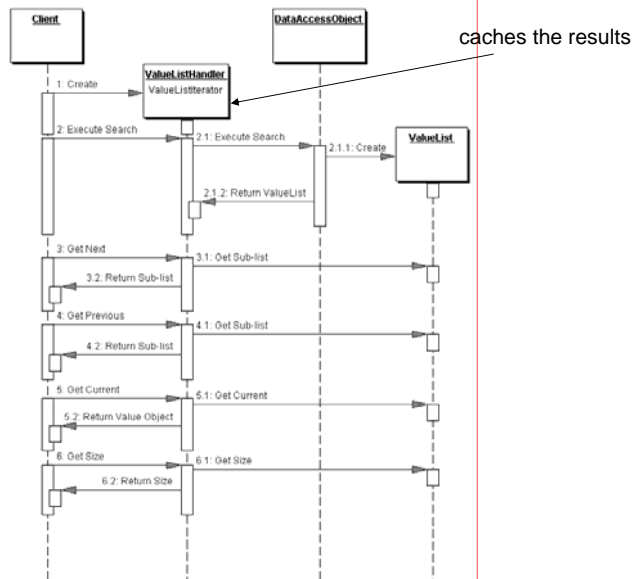 Client
DataAccessObject
caches the results
ValueListHandler
ValueListIterator
1: Create
2: Execute Search
2.1: Execute Search
2.1.1: Create
ValueList
2.1.2: Return ValueList
3: Get Next
3.1: Get Sub-list
3.2: Return Sub-list
4: Get Previous
4.1: Get Sub-list
4.2: Return Sub-list
5: Get Current
5.1: Get Current
5.2: Return Value Object
6: Get Size
6.1: Get Size
6.2: Return Size